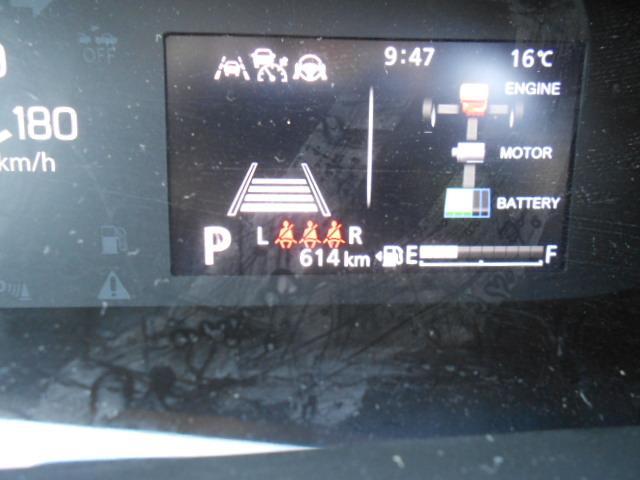 OFF
9:47 16℃
ENGINE
180
km/h
MOTOR
BATTERY
P L R
614 km E F